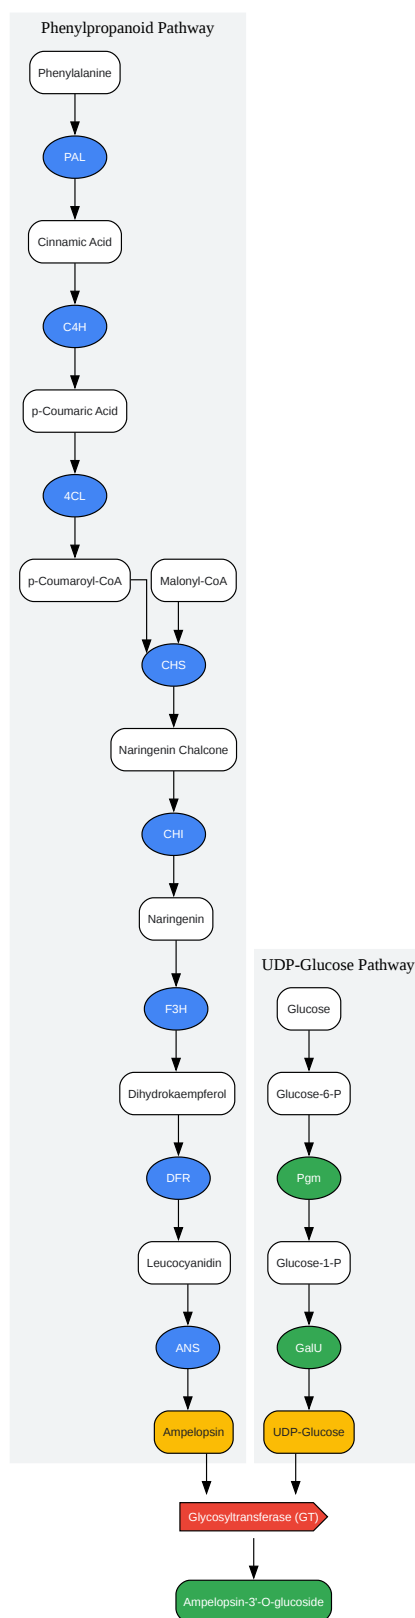 Phenylpropanoid Pathway
Phenylalanine
PAL
Cinnamic Acid
C4H
p-Coumaric Acid
4CL
p-Coumaroyl-CoA
Malonyl-CoA
CHS
Naringenin Chalcone
CHI
Naringenin
F3H
Dihydrokaempferol
DFR
Leucocyanidin
ANS
Ampelopsin
UDP-Glucose Pathway
Glucose
Glucose-6-P
Pgm
Glucose-1-P
GalU
UDP-Glucose
Glycosyltransferase (GT)
Ampelopsin-3'-O-glucoside